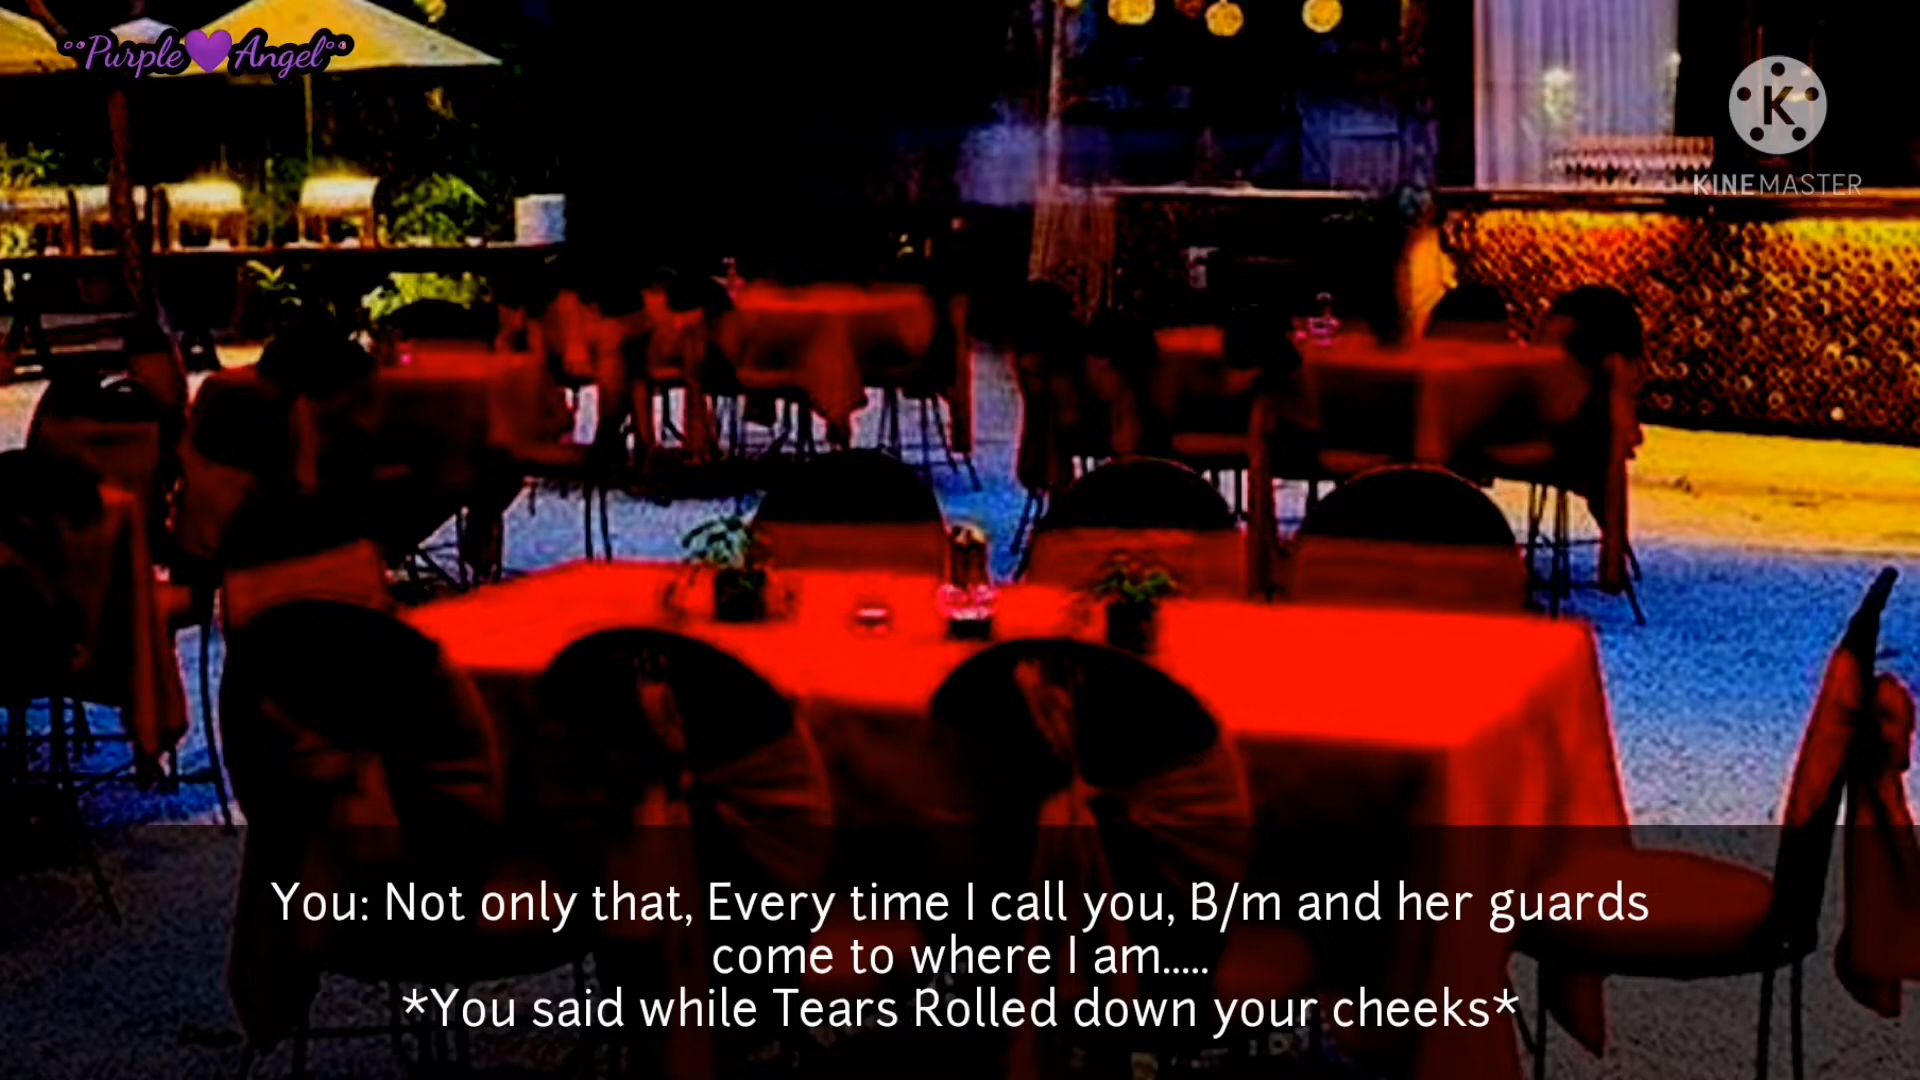 °°Purple💜Angel°°
K
KINEMASTER
You: Not only that, Every time I call you, B/m and her guards
come to where I am.....
*You said while Tears Rolled down your cheeks*